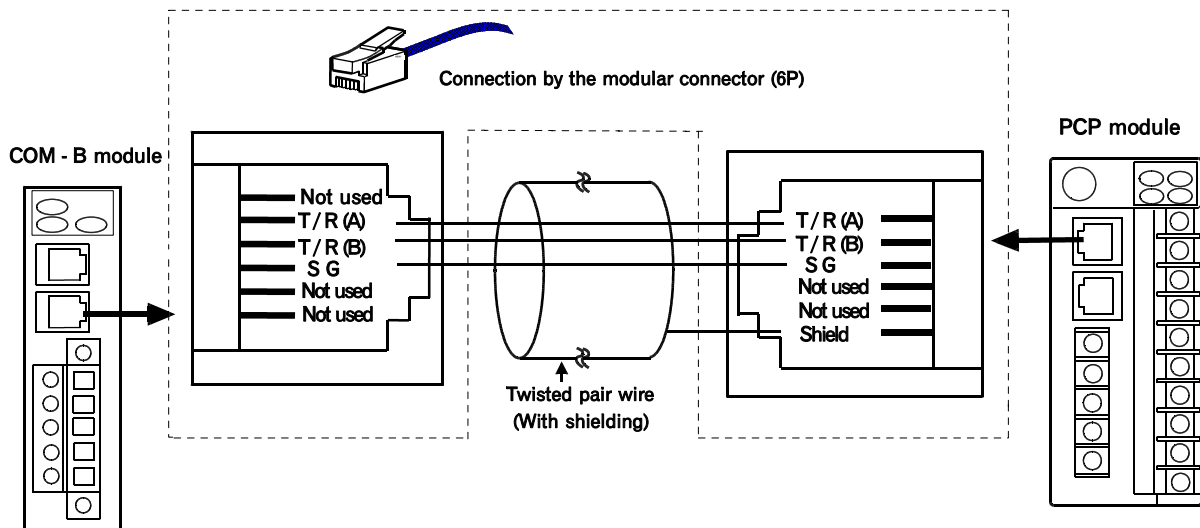 Connection by the modular connector (6P)
COM - B module
PCP module
Not used
T / R (A)
T / R (B)
S G
Not used
Not used
T / R (A)
T / R (B)
S G
Not used
Not used
Shield
Twisted pair wire
(With shielding)